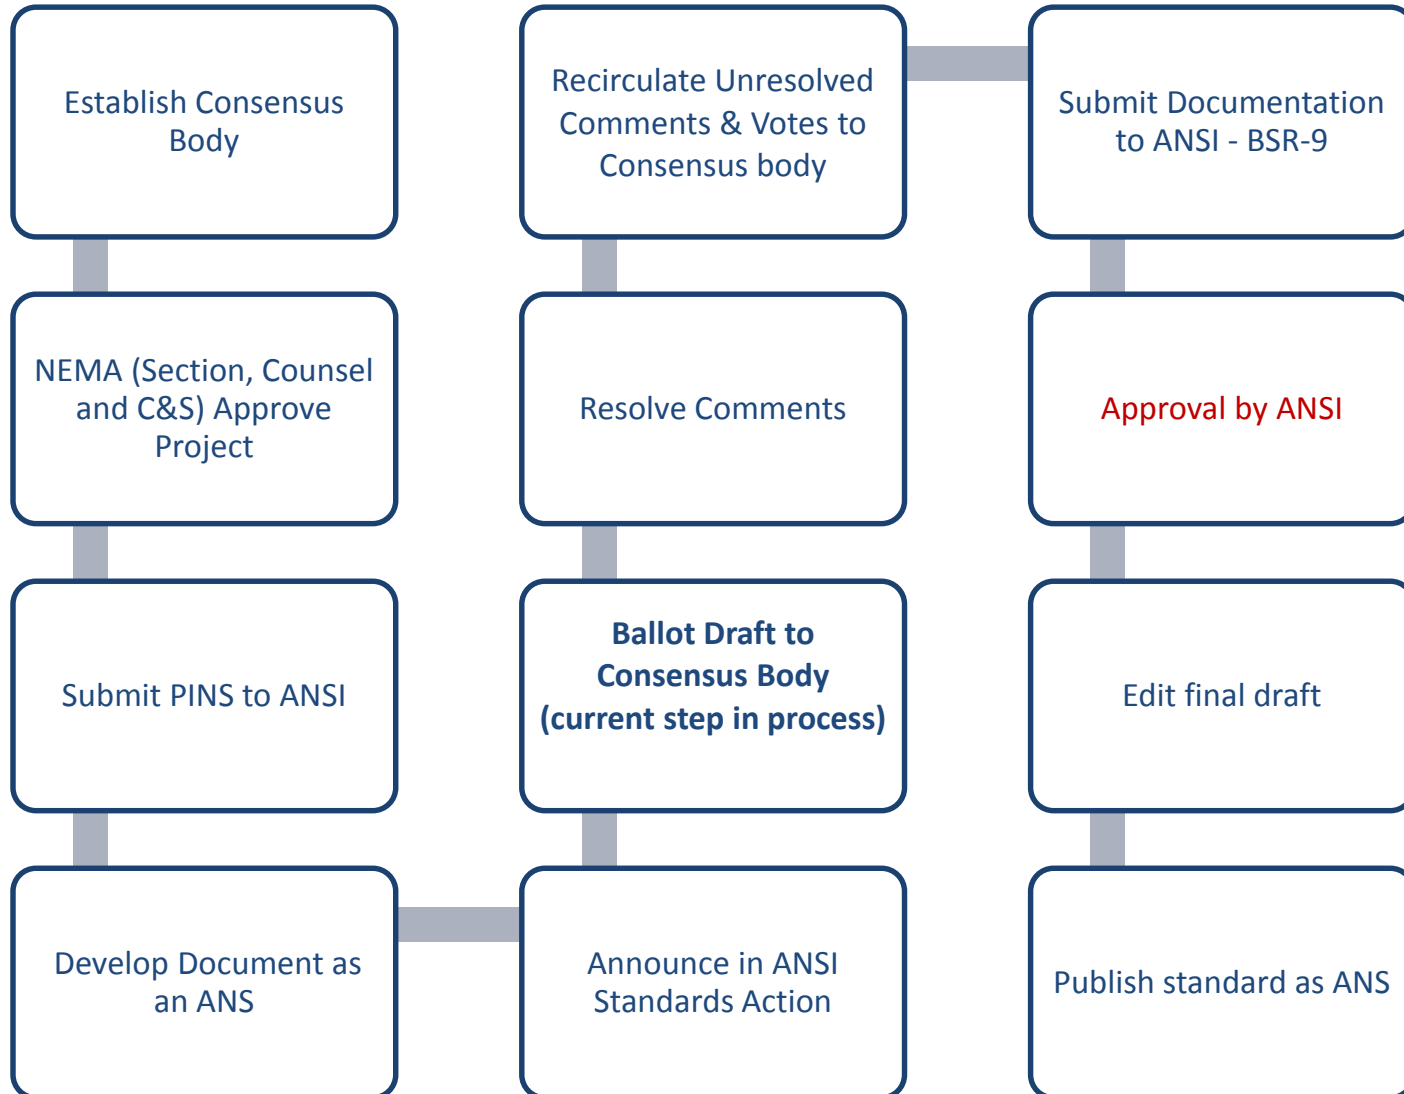 Establish Consensus
Body
NEMA (Section, Counsel
and C&S) Approve
Project
Submit PINS to ANSI
Develop Document as
an ANS
Announce in ANSI
Standards Action
Ballot Draft to
Consensus Body
(current step in process)
Resolve Comments
Recirculate Unresolved
Comments & Votes to
Consensus body
Submit Documentation
to ANSI - BSR-9
Approval by ANSI
Edit final draft
Publish standard as ANS